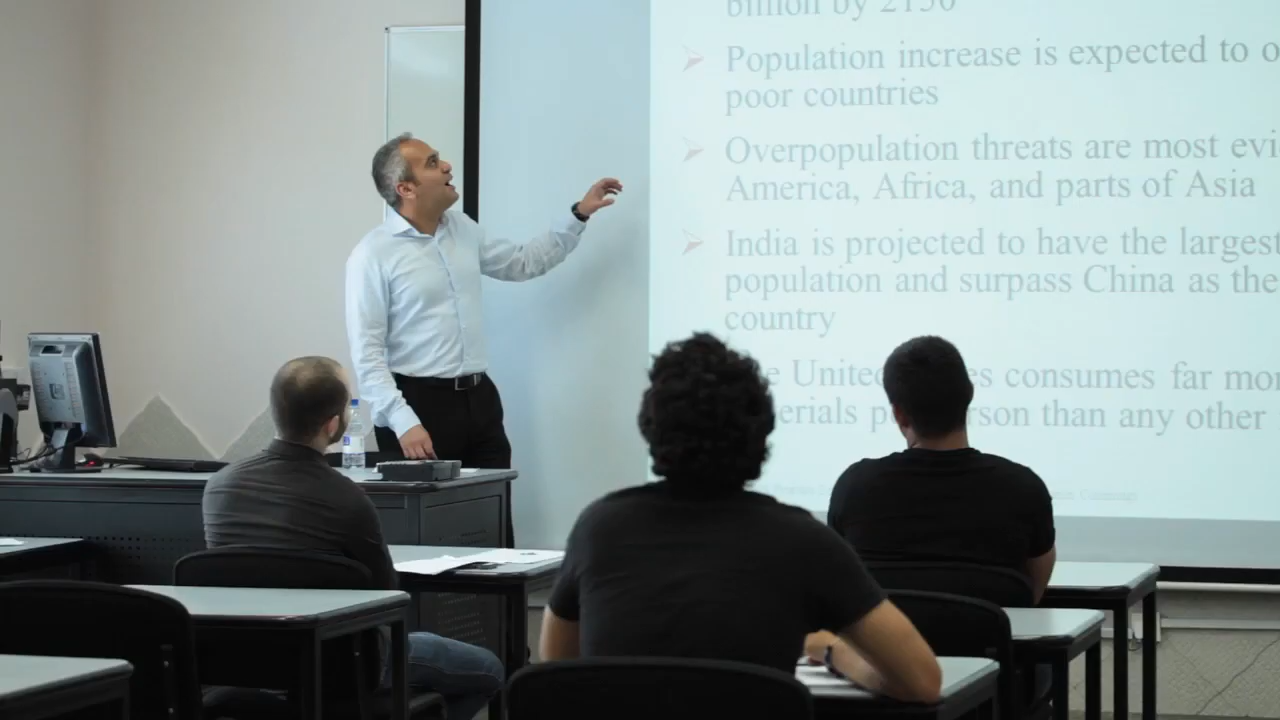 billion by 2150
Population increase is expected to o
poor countries
Overpopulation threats are most evi
America, Africa, and parts of Asia
India is projected to have the largest
population and surpass China as the
country
e United es consumes far mor
erials p erson than any other